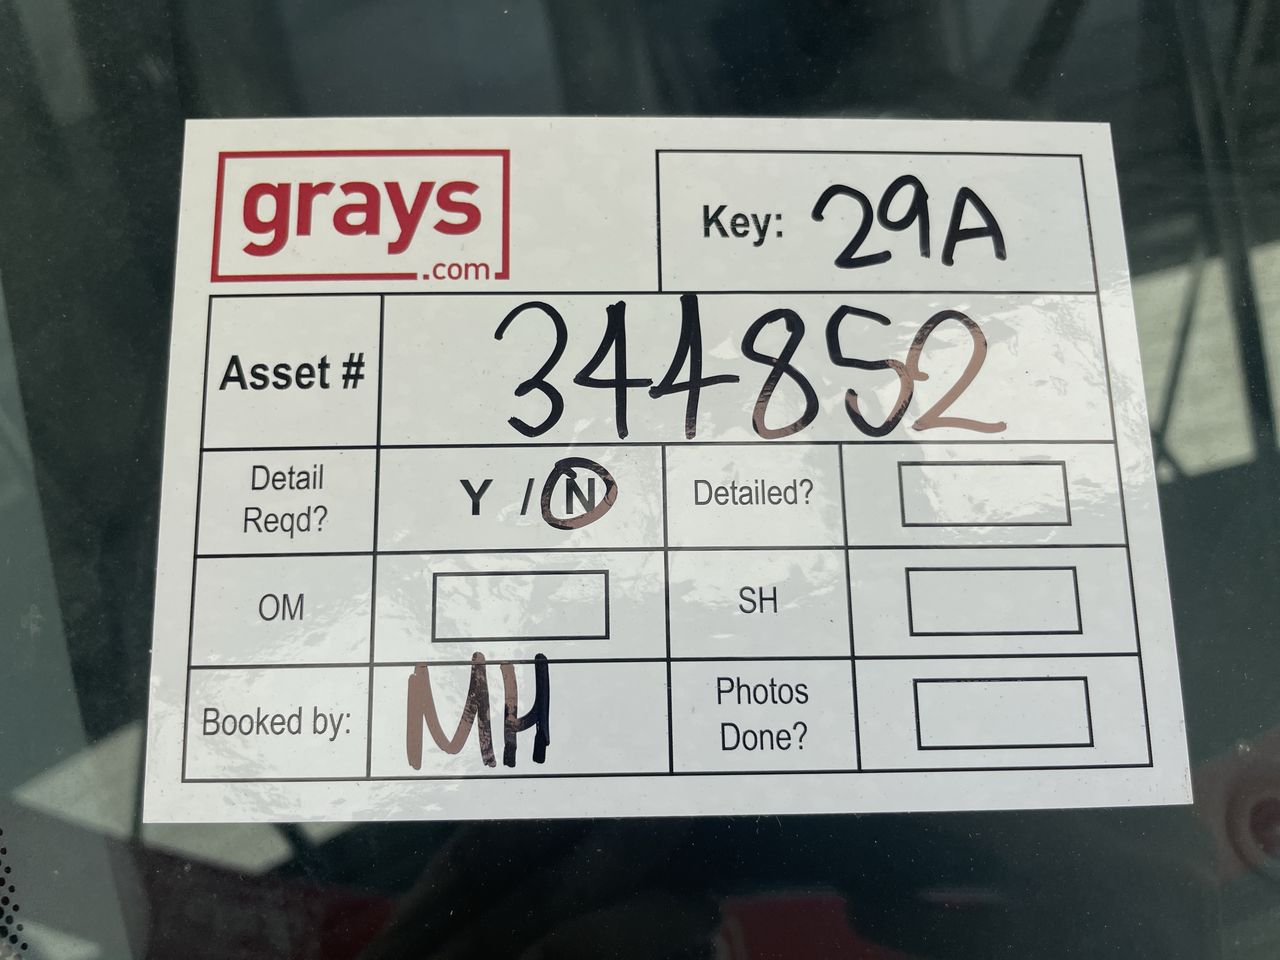 grays
.com
Key: 29A
Asset # 344852
Detail Reqd? Y / N Detailed?
OM SH
Booked by: MH Photos Done?